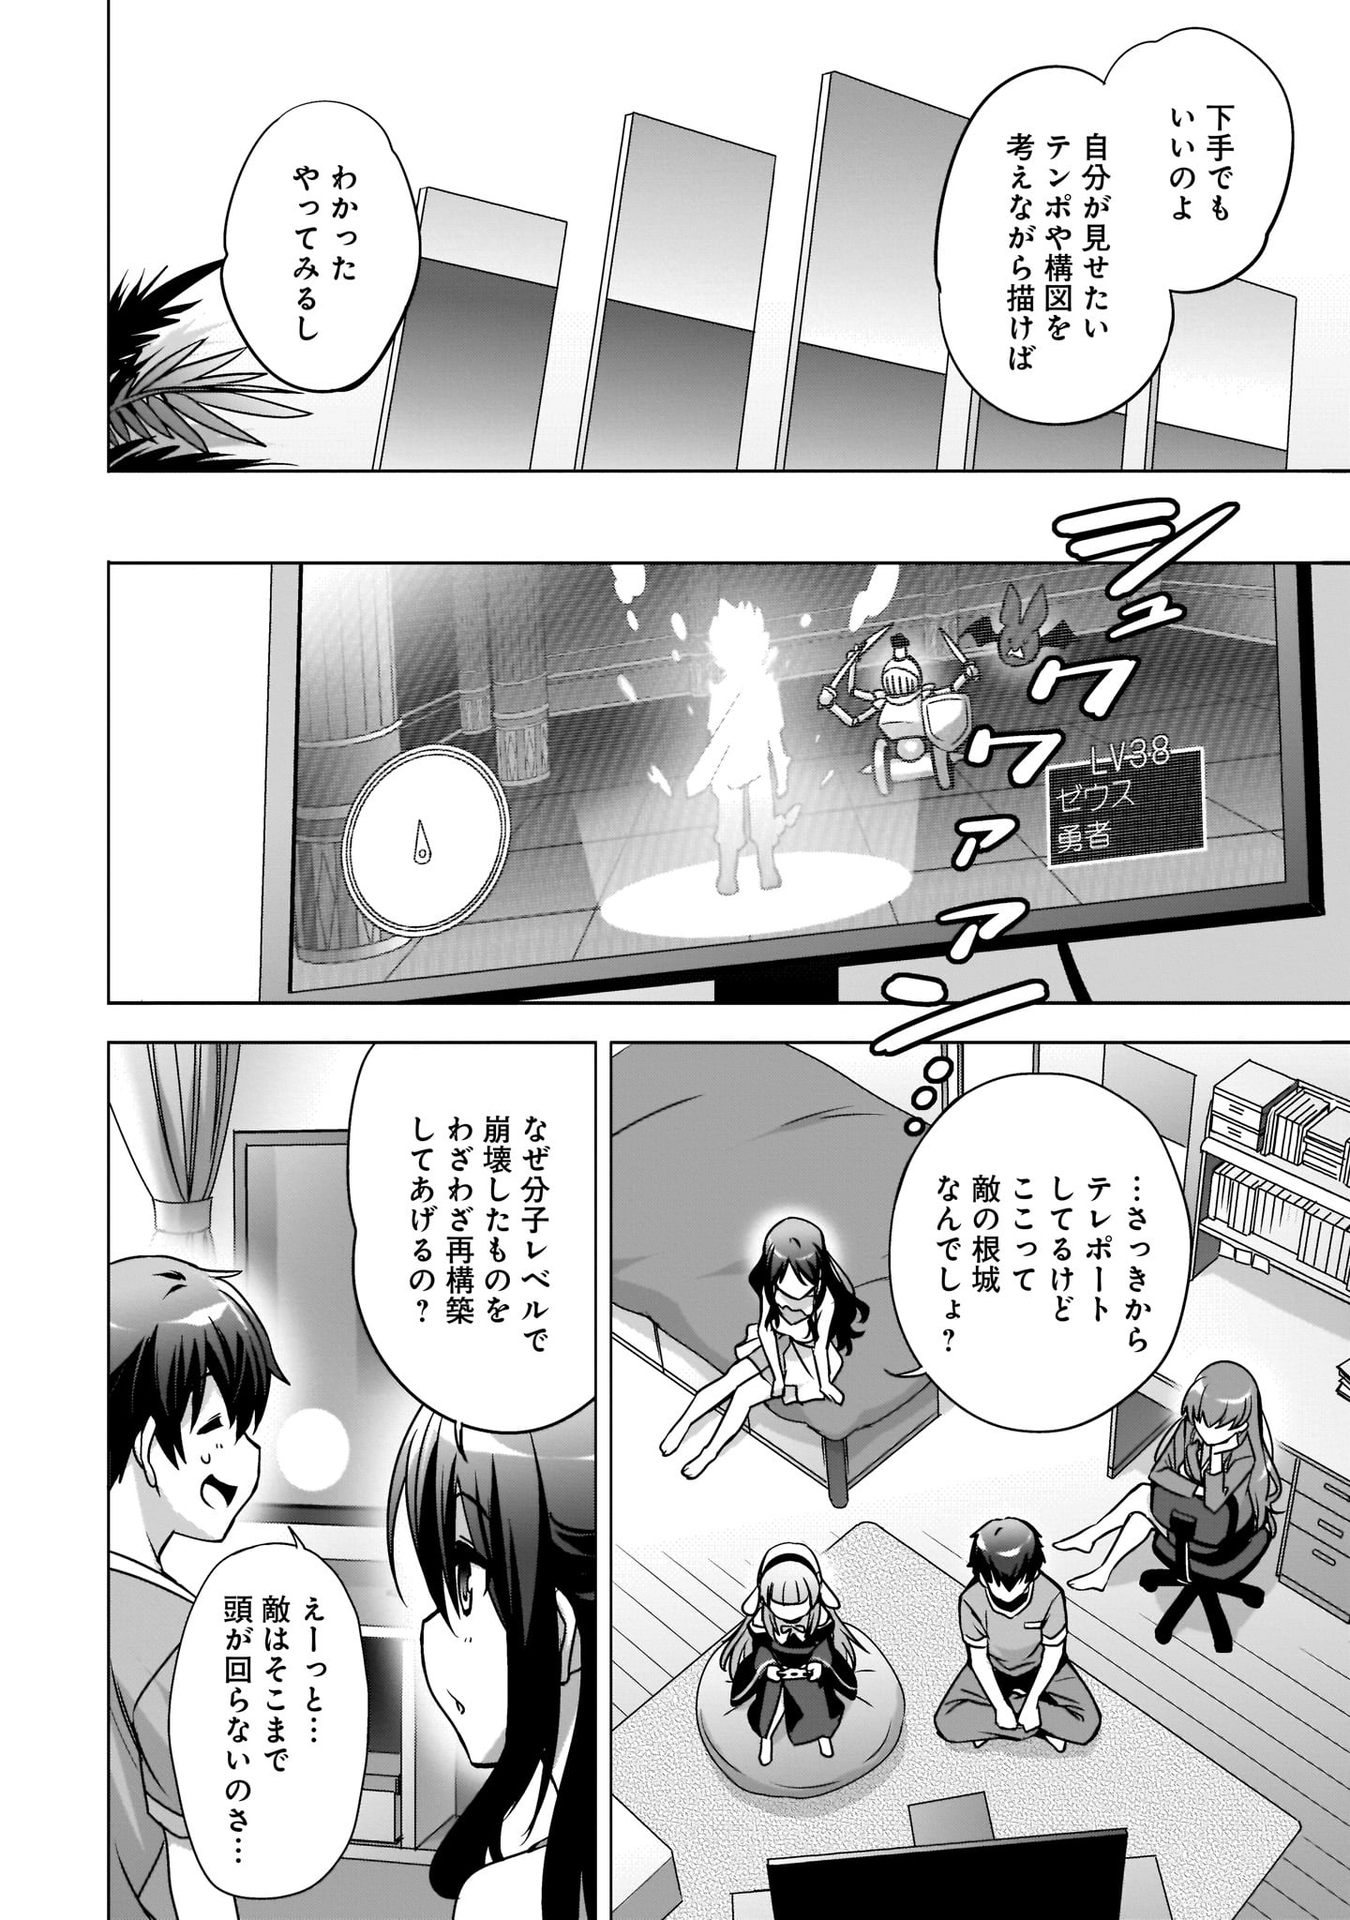 下手でも
いいのよ
自分が見せたい
テンポや構図を
考えながら描けば
わかった
やってみるし
シュワワァァン…
LV38
ゼウス
勇者
…さっきから
テレポート
してるけど
ここって
敵の根城
なんでしょ？
なぜ分子レベルで
崩壊したものを
わざわざ再構築
してあげるの？
えーっと…
敵はそこまで
頭が回らないのさ…